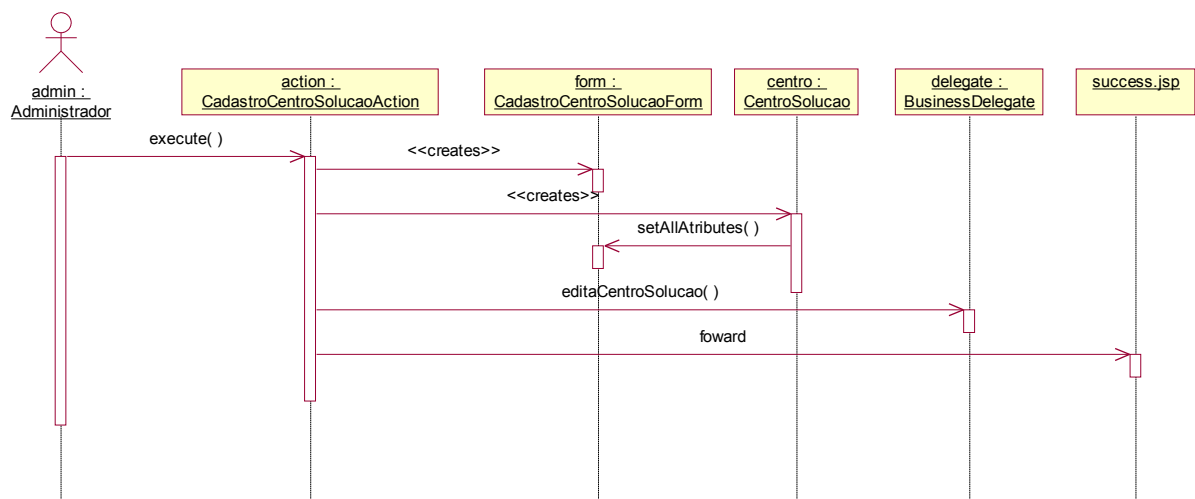 admin :
Administrador
action :
CadastroCentroSolucaoAction
form :
CadastroCentroSolucaoForm
centro :
CentroSolucao
delegate :
BusinessDelegate
success.jsp
execute( )
<<creates>>
<<creates>>
setAllAtributes( )
editaCentroSolucao( )
foward